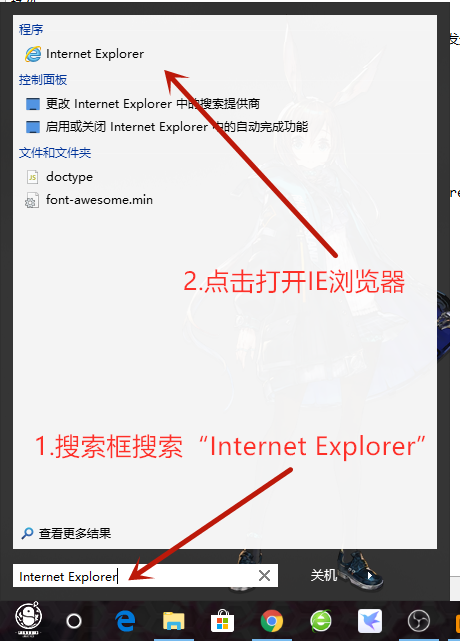 程序
Internet Explorer
控制面板
更改 Internet Explorer 中的搜索提供商
启用或关闭 Internet Explorer 中的自动完成功能
文件和文件夹
doctype
font-awesome.min
2.点击打开IE浏览器
1.搜索框搜索“Internet Explorer”
查看更多结果
Internet Explorer
关机